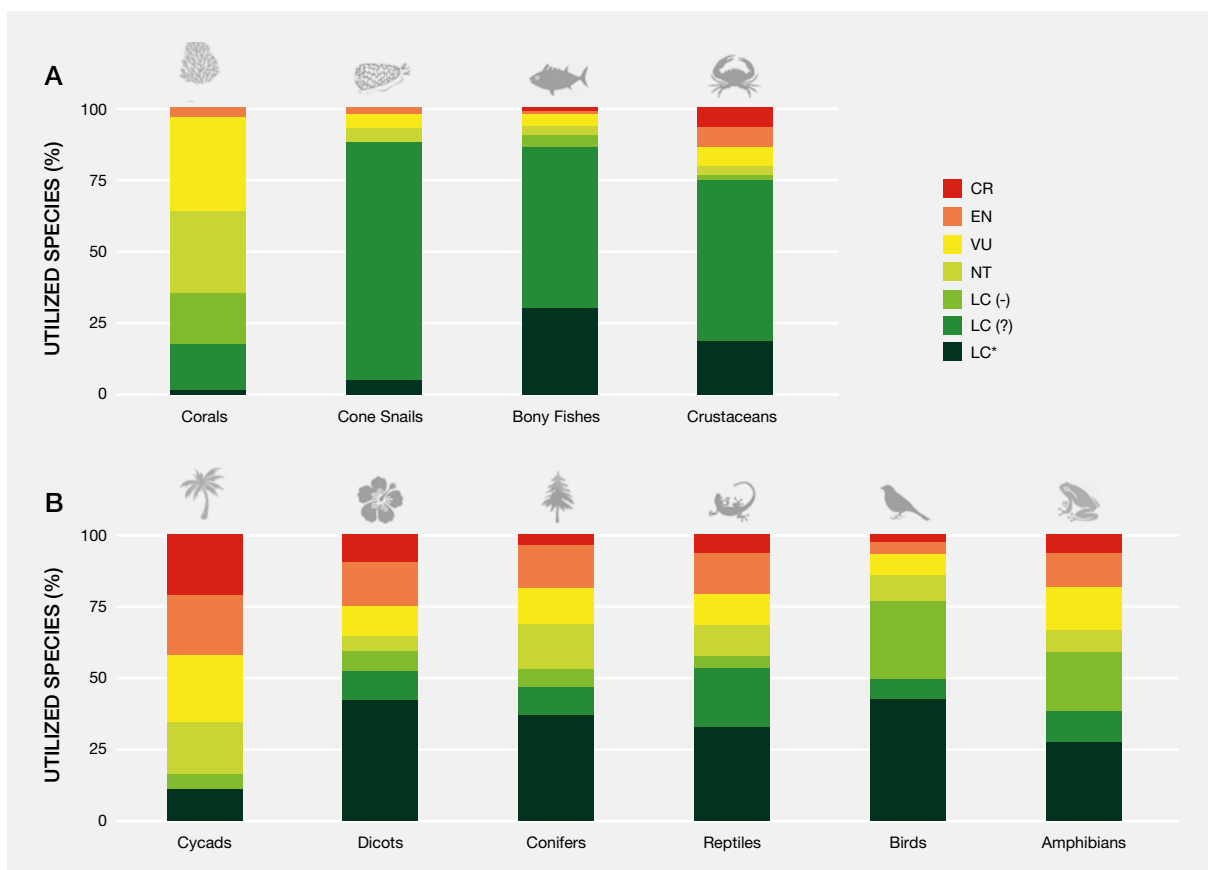 A
UTILIZED SPECIES (%)
100
75
50
25
0
Corals
Cone Snails
Bony Fishes
Crustaceans
CR
EN
VU
NT
LC (-)
LC (?)
LC*
B
UTILIZED SPECIES (%)
100
75
50
25
0
Cycads
Dicots
Conifers
Reptiles
Birds
Amphibians